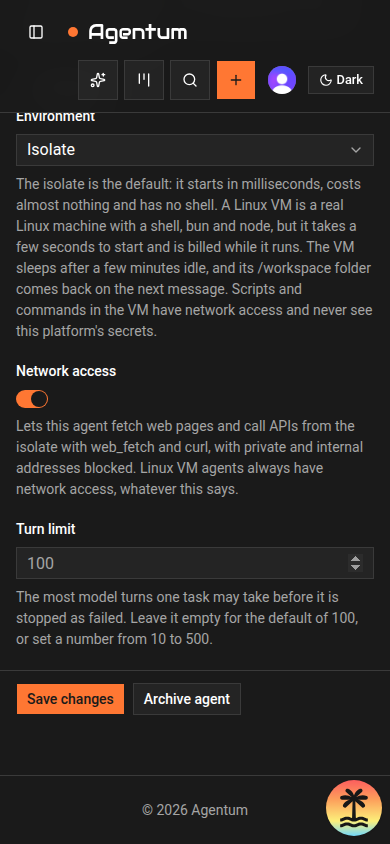 Agentum
Dark
Environment
Isolate
The isolate is the default: it starts in milliseconds, costs
almost nothing and has no shell. A Linux VM is a real
Linux machine with a shell, bun and node, but it takes a
few seconds to start and is billed while it runs. The VM
sleeps after a few minutes idle, and its /workspace folder
comes back on the next message. Scripts and
commands in the VM have network access and never see
this platform's secrets.
Network access
Lets this agent fetch web pages and call APIs from the
isolate with web_fetch and curl, with private and internal
addresses blocked. Linux VM agents always have
network access, whatever this says.
Turn limit
100
The most model turns one task may take before it is
stopped as failed. Leave it empty for the default of 100,
or set a number from 10 to 500.
Save changes
Archive agent
© 2026 Agentum